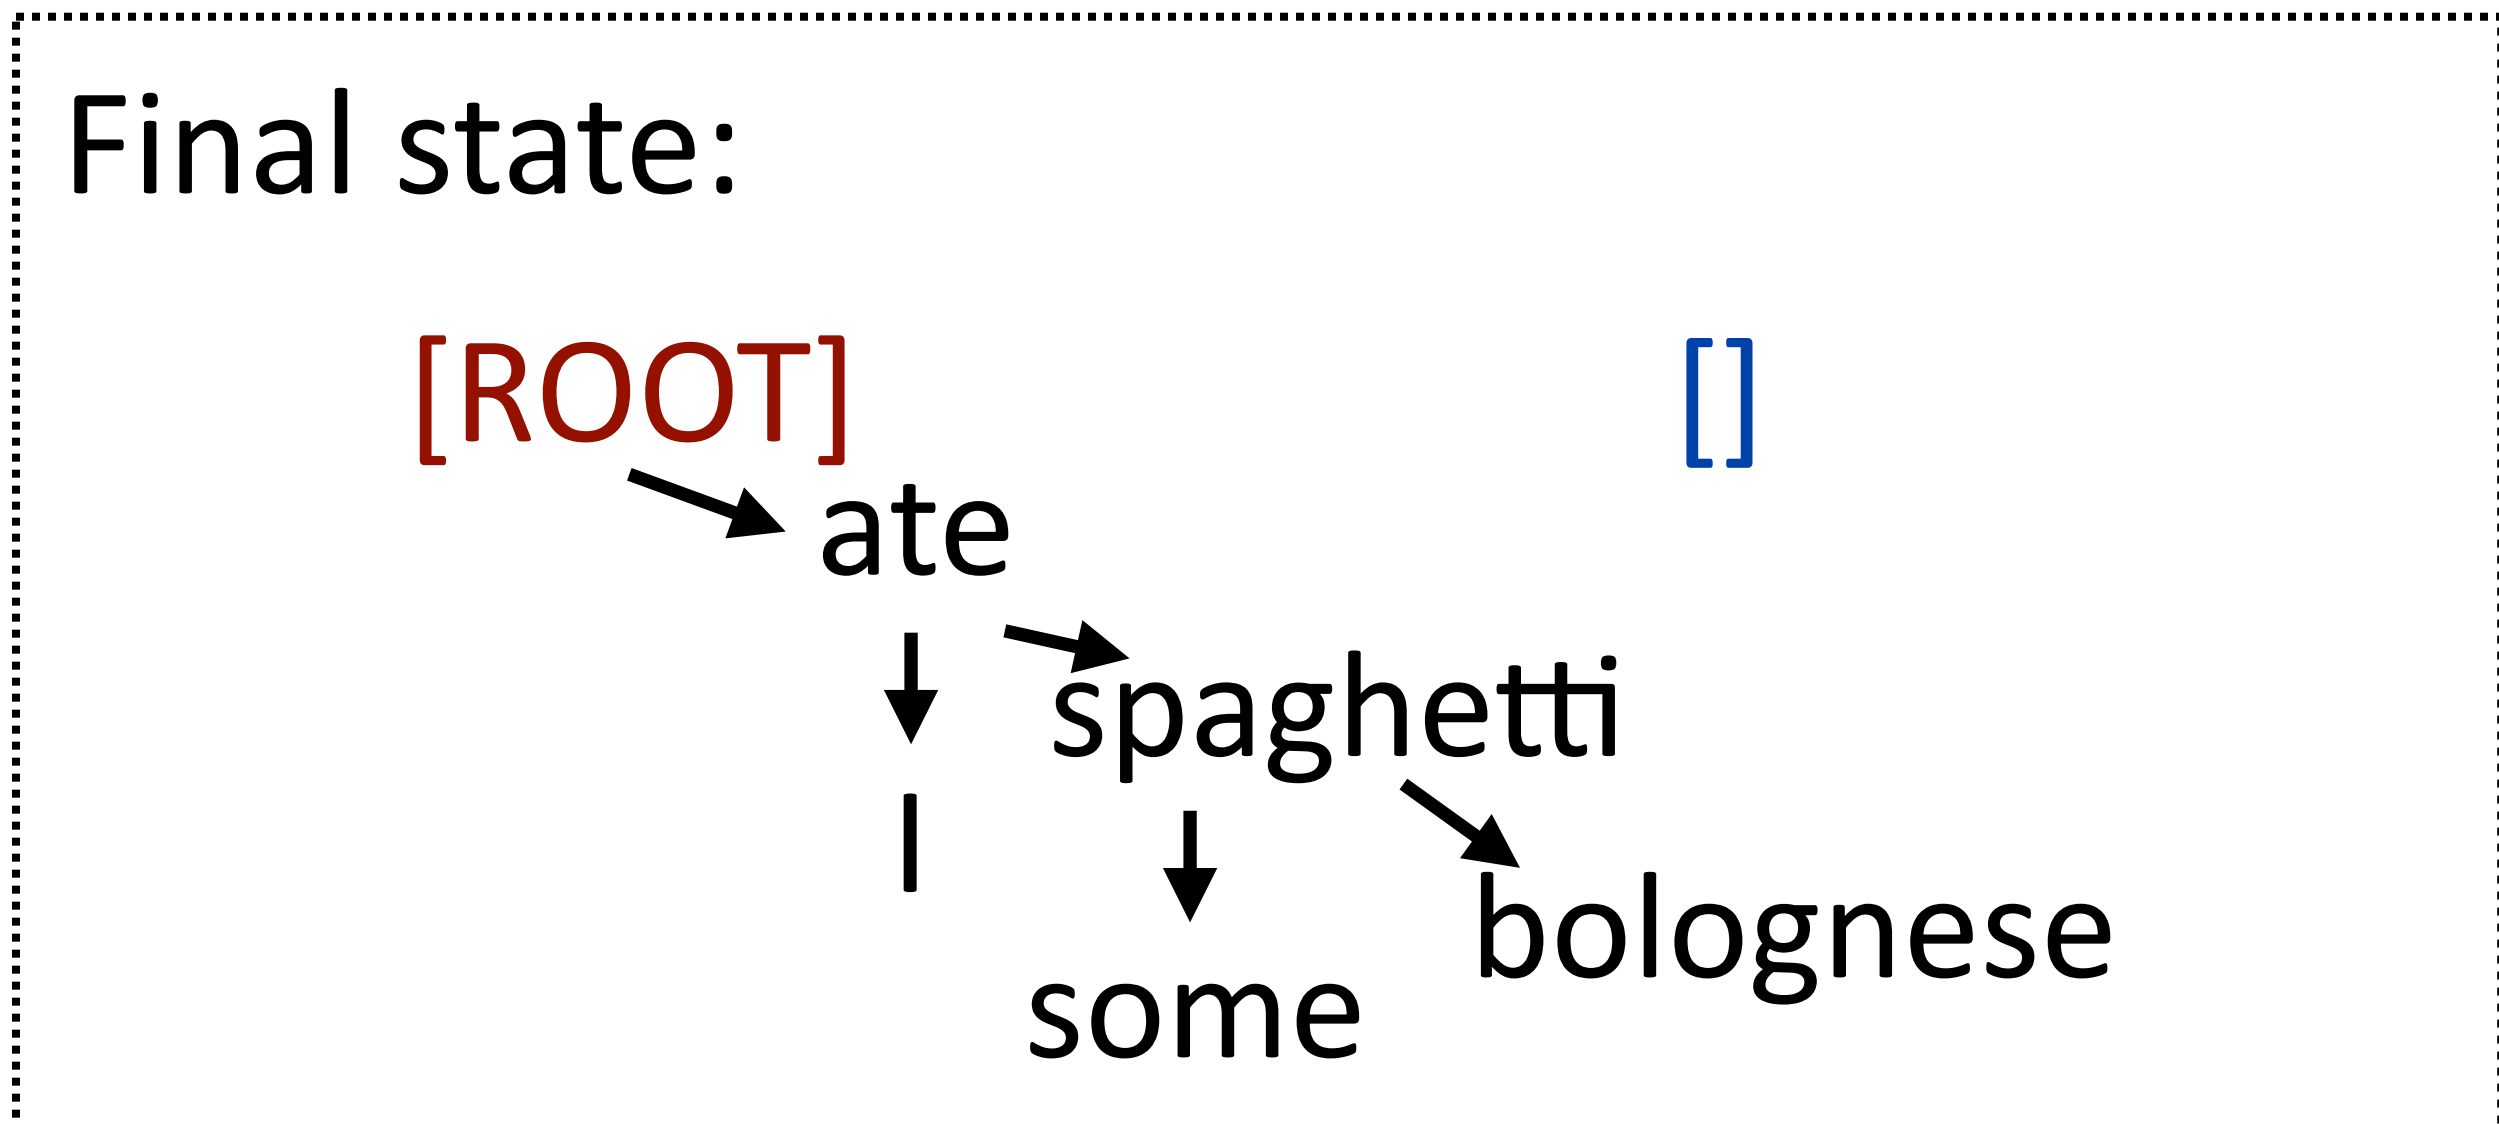 Final state:
[ROOT] []
ate
spaghetti
I
bolognese
some